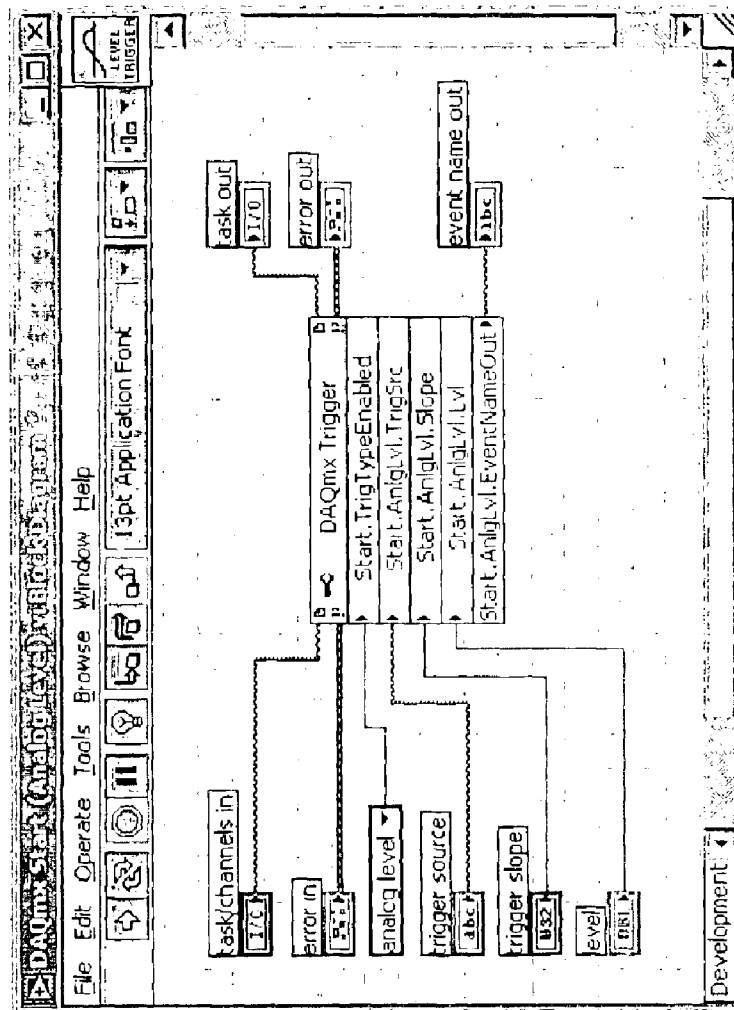 DAQmx Start (Analog Level).vi Block Diagram
File Edit Operate Tools Browse Window Help
13pt Application Font
LEVEL
TRIGGER
task/channels in
I/O
error in
analog level
trigger source
abc
trigger slope
U32
level
DBL
DAQmx Trigger
Start.TrigTypeEnabled
Start.AnlgLvl.TrigSrc
Start.AnlgLvl.Slope
Start.AnlgLvl.Lvl
Start.AnlgLvl.EventNameOut
task out
I/O
error out
event name out
abc
Development